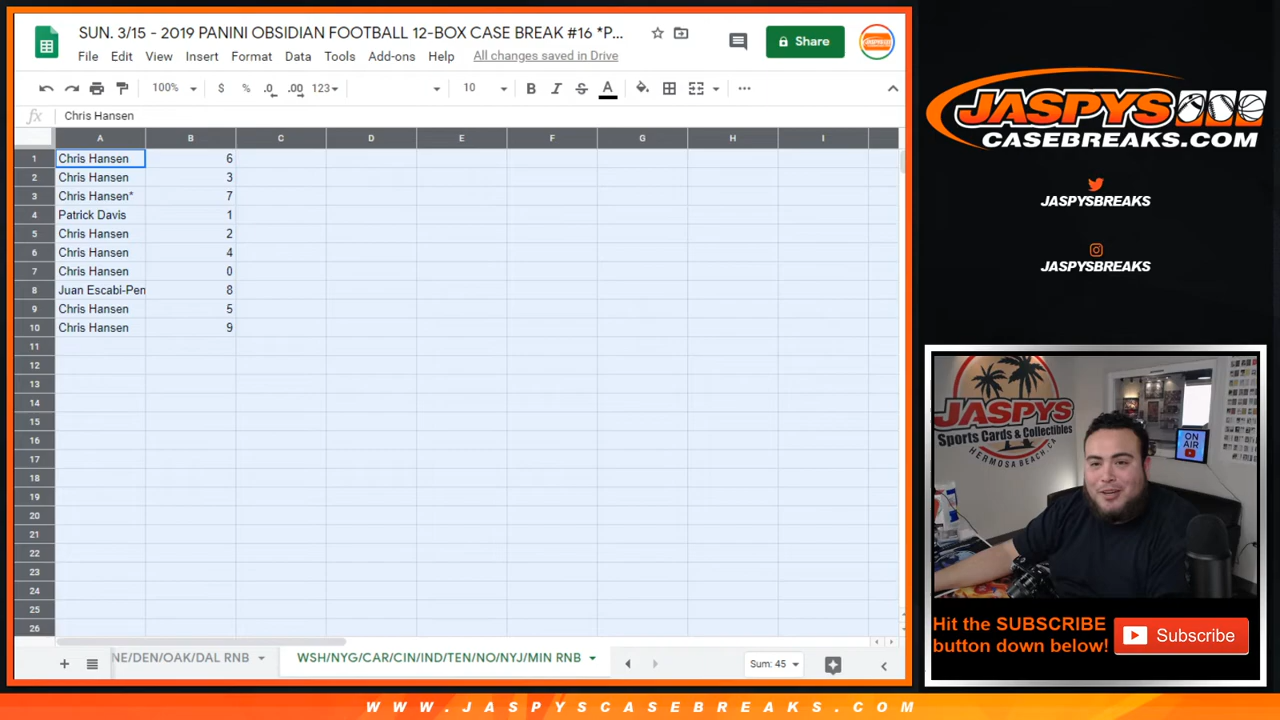 SUN. 3/15 - 2019 PANINI OBSIDIAN FOOTBALL 12-BOX CASE BREAK #16 *P...
File Edit View Insert Format Data Tools Add-ons Help All changes saved in Drive
Share
100% $ % .0 .00 123 10 B I S A
fx Chris Hansen
A B C D E F G H I
1 Chris Hansen 6
2 Chris Hansen 3
3 Chris Hansen* 7
4 Patrick Davis 1
5 Chris Hansen 2
6 Chris Hansen 4
7 Chris Hansen 0
8 Juan Escabi-Pen 8
9 Chris Hansen 5
10 Chris Hansen 9
11
12
13
14
15
16
17
18
19
20
21
22
23
24
25
26
NE/DEN/OAK/DAL RNB WSH/NYG/CAR/CIN/IND/TEN/NO/NYJ/MIN RNB Sum: 45
JASPYS
CASEBREAKS.COM
JASPYSBREAKS
JASPYSBREAKS
JASPYS
Sports Cards & Collectibles
HERMOSA BEACH, CA
ON
AIR
Hit the SUBSCRIBE
button down below!
Subscribe
WWW.JASPYSCASEBREAKS.COM